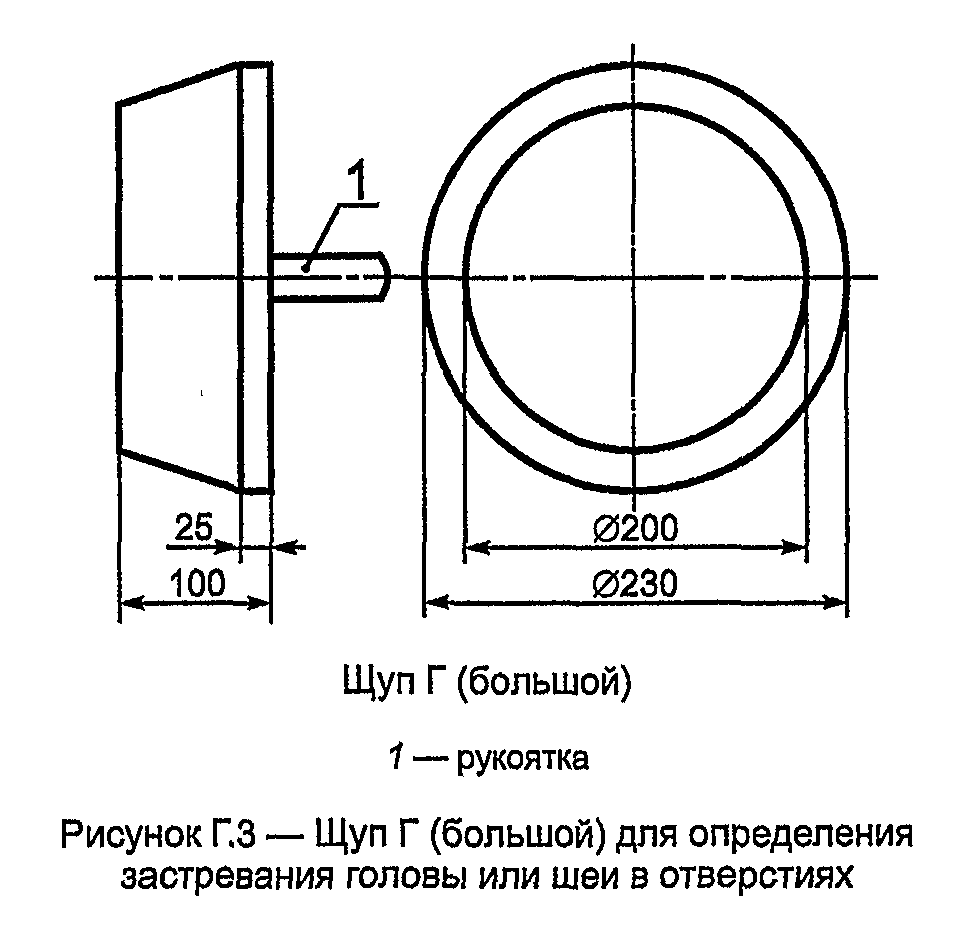 1
25
100
Ø200
Ø230
Щуп Г (большой)
1 — рукоятка
Рисунок Г.3 — Щуп Г (большой) для определения
застревания головы или шеи в отверстиях